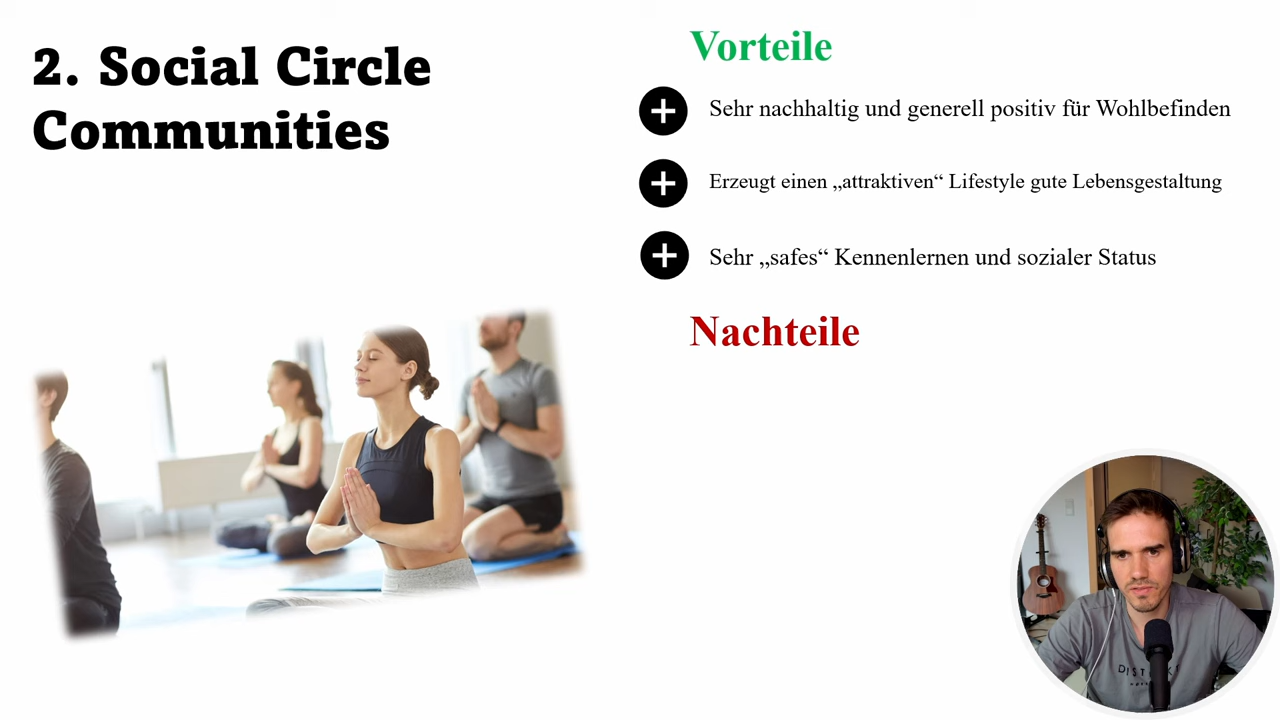 2. Social Circle
Communities
Vorteile
Sehr nachhaltig und generell positiv für Wohlbefinden
Erzeugt einen „attraktiven“ Lifestyle gute Lebensgestaltung
Sehr „safes“ Kennenlernen und sozialer Status
Nachteile